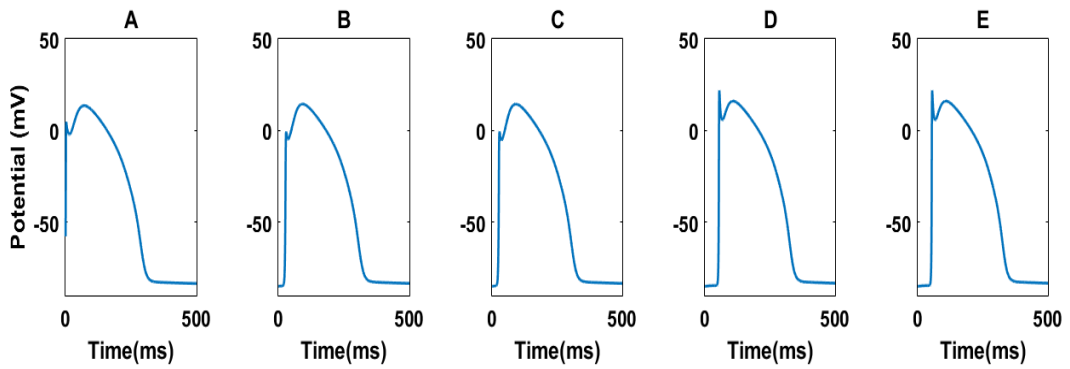 A B C D E
50 50 50 50 50
Potential (mV)
0 0 0 0 0
-50 -50 -50 -50 -50
0 500 0 500 0 500 0 500 0 500
Time(ms) Time(ms) Time(ms) Time(ms) Time(ms)